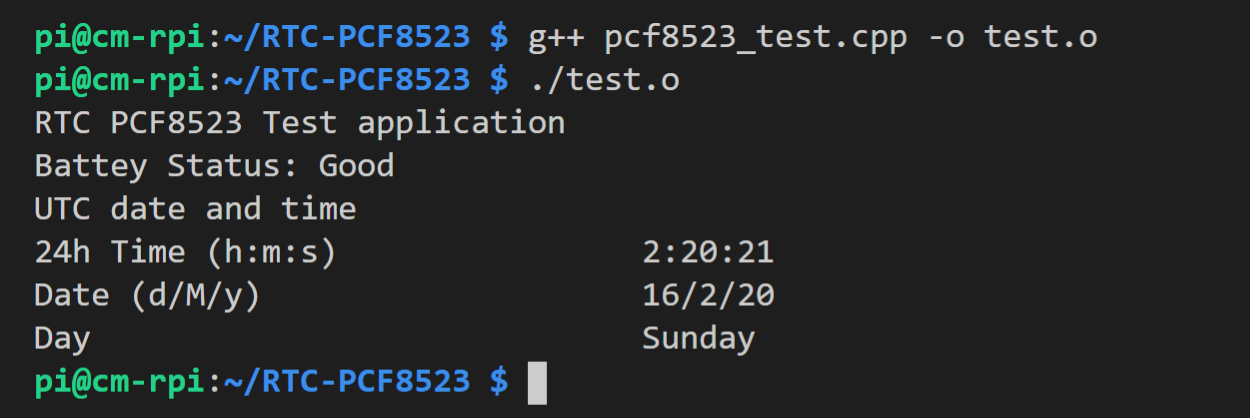 pi@cm-rpi:~/RTC-PCF8523 $ g++ pcf8523_test.cpp -o test.o
pi@cm-rpi:~/RTC-PCF8523 $ ./test.o
RTC PCF8523 Test application
Battey Status: Good
UTC date and time
24h Time (h:m:s) 2:20:21
Date (d/M/y) 16/2/20
Day Sunday
pi@cm-rpi:~/RTC-PCF8523 $